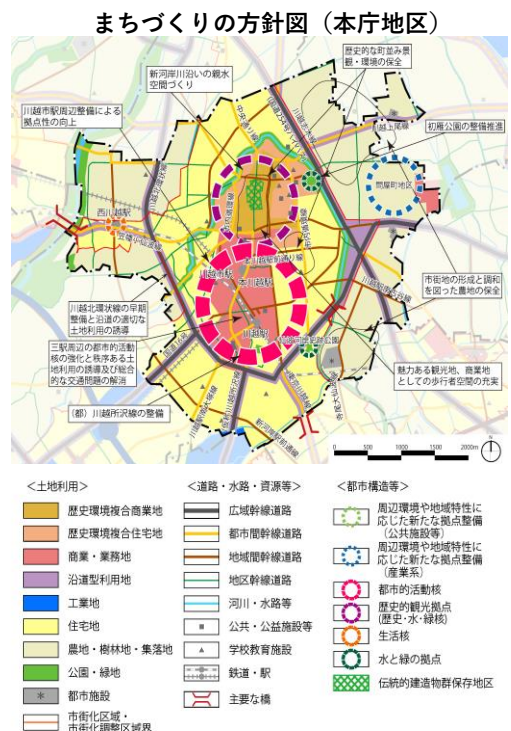 まちづくりの方針図（本庁地区）
歴史的な町並み景
観・環境の保全
新河岸川沿いの親水
空間づくり
川越市駅周辺整備による
拠点性の向上
初雁公園の整備推進
川越上尾線
問屋町地区
西川越駅
川越市駅
本川越駅
川越駅
市街地の形成と調和
を図った農地の保全
川越北環状線の早期
整備と沿道の適切な
土地利用の誘導
三駅周辺の都市的活動
核の強化と秩序ある土
地利用の誘導及び総合
的な交通問題の解消
魅力ある観光地、商業地
としての歩行者空間の充実
（都）川越所沢線の整備
国道16号
新河岸駅前通線
0 500 1000 1500 2000m
＜土地利用＞
歴史環境複合商業地
歴史環境複合住宅地
商業・業務地
沿道型利用地
工業地
住宅地
農地・樹林地・集落地
公園・緑地
都市施設
市街化区域・
市街化調整区域界
＜道路・水路・資源等＞
広域幹線道路
都市間幹線道路
地域間幹線道路
地区幹線道路
河川・水路等
公共・公益施設等
学校教育施設
鉄道・駅
主要な橋
＜都市構造等＞
周辺環境や地域特性に
応じた新たな拠点整備
（公共施設等）
周辺環境や地域特性に
応じた新たな拠点整備
（産業系）
都市的活動核
歴史的観光拠点
（歴史・水・緑核）
生活核
水と緑の拠点
伝統的建造物群保存地区